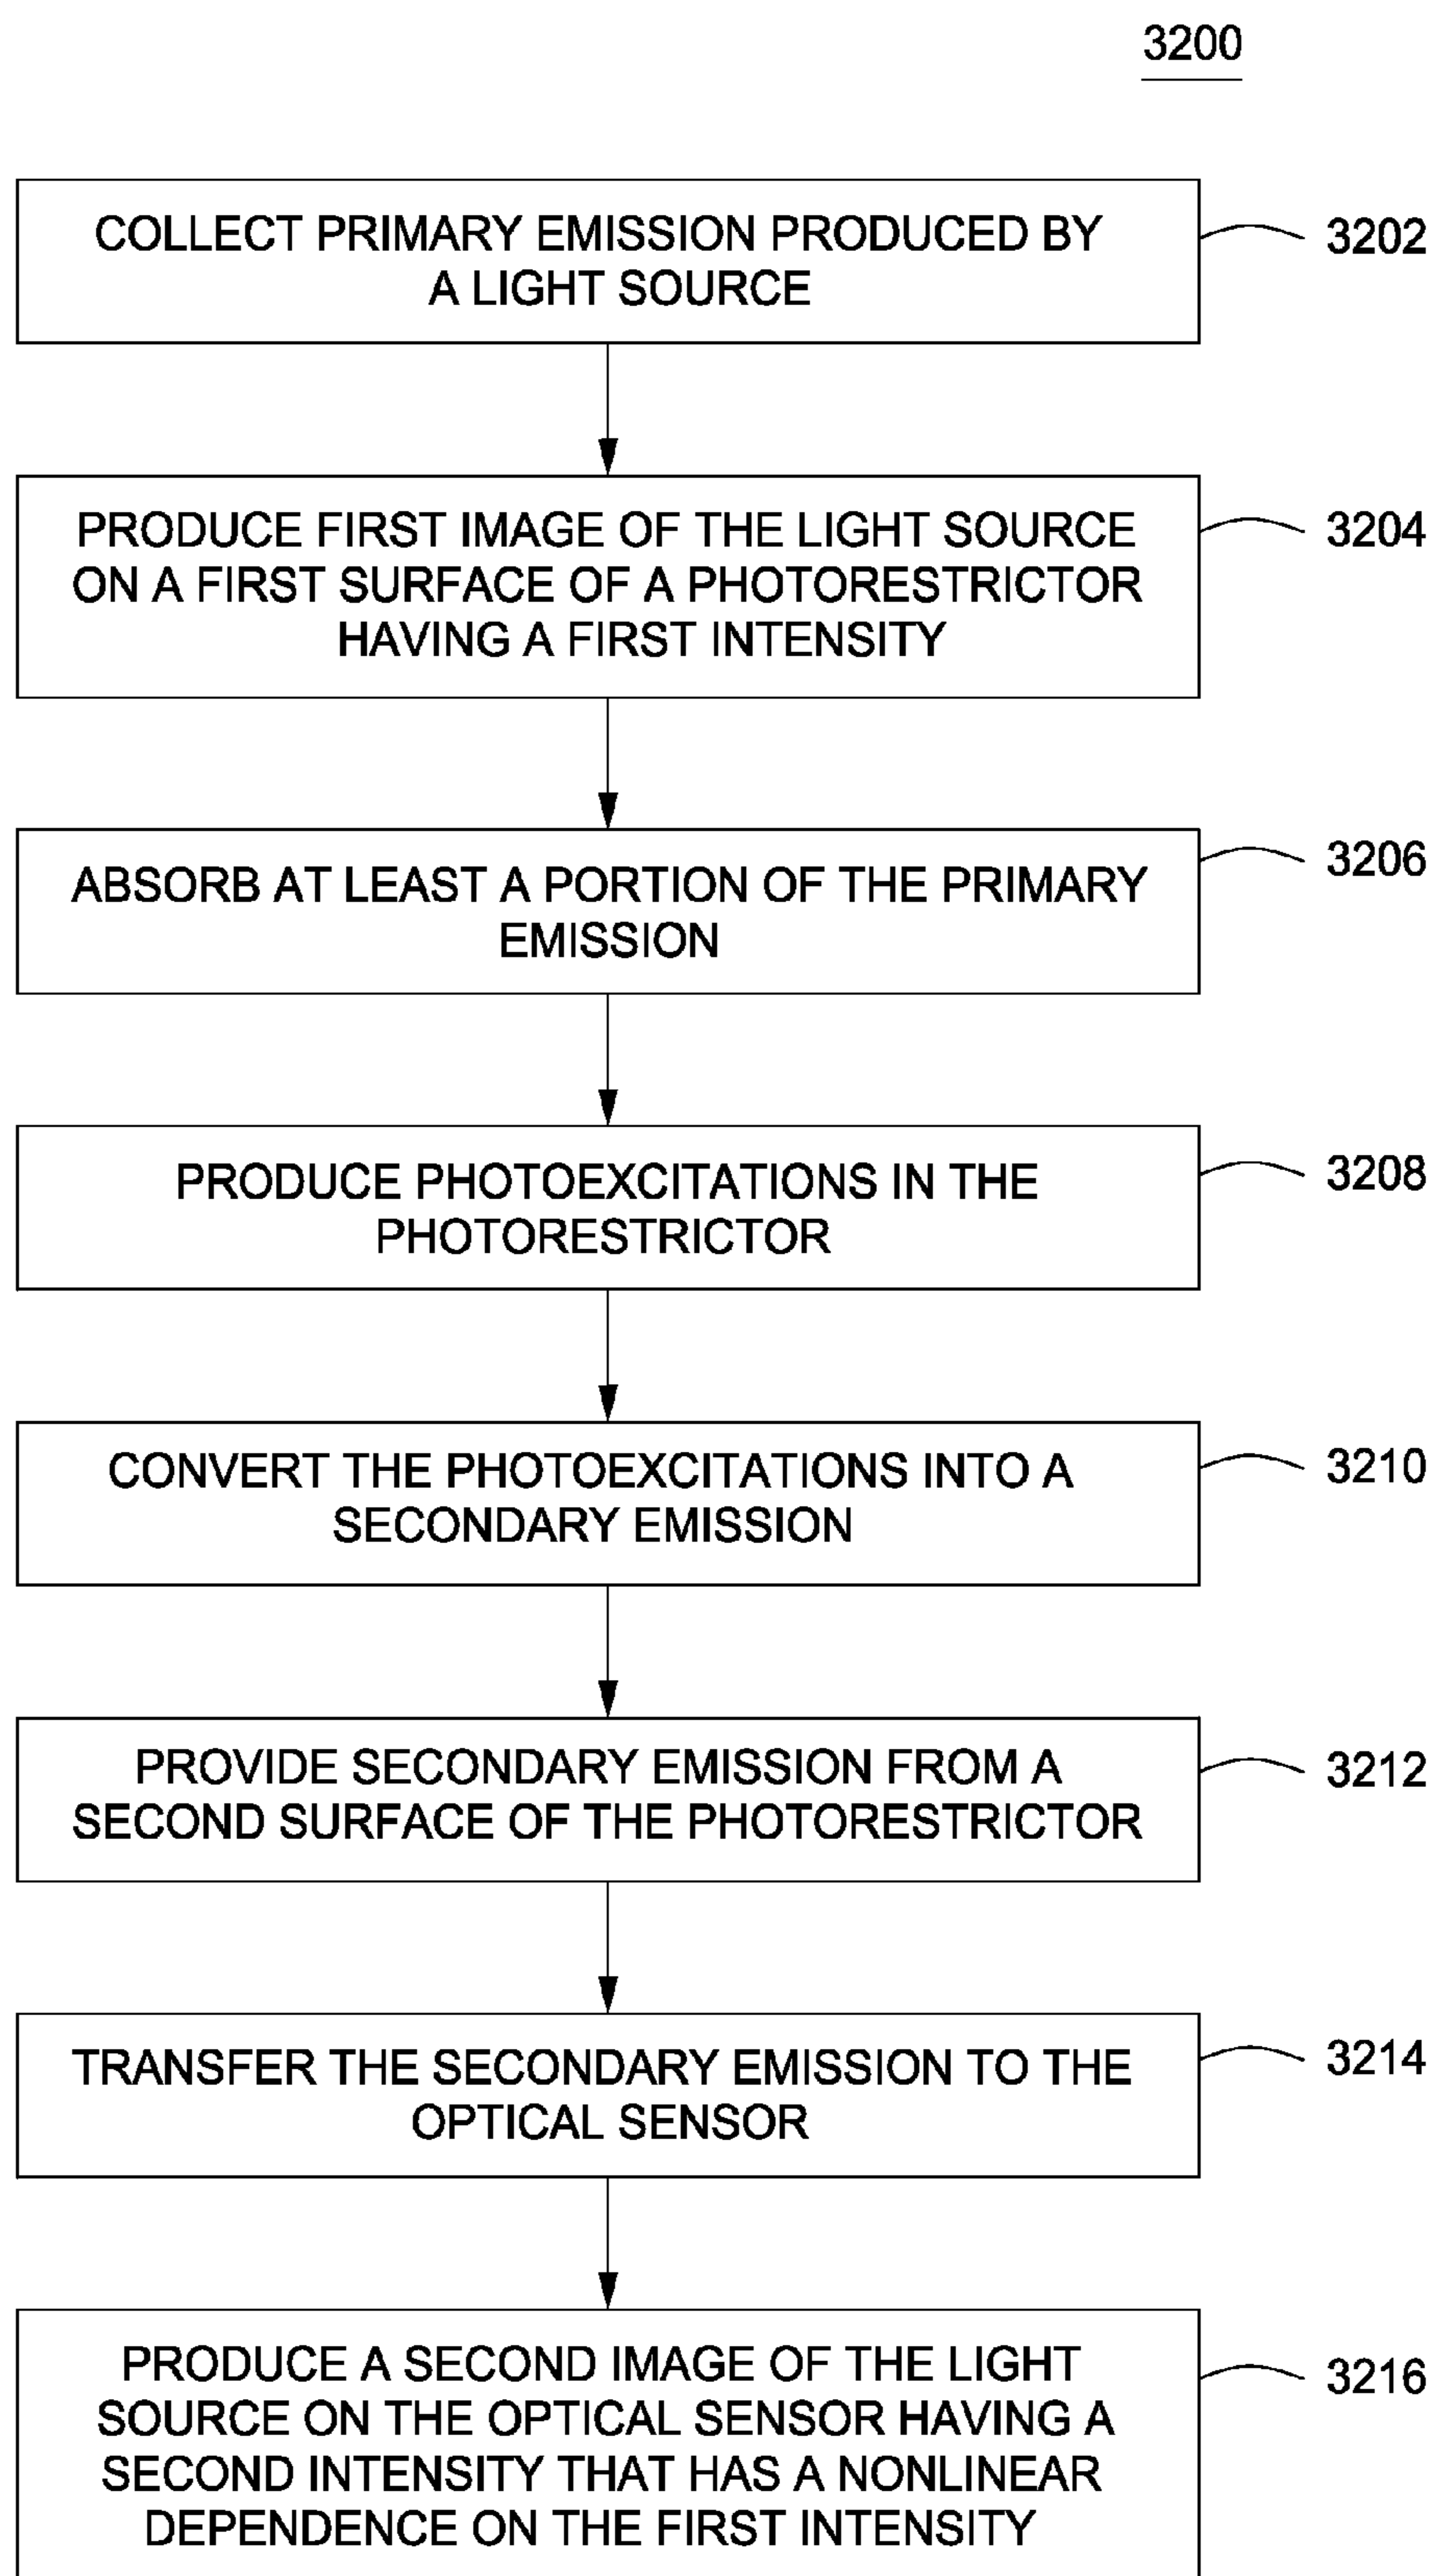 3200
COLLECT PRIMARY EMISSION PRODUCED BY
A LIGHT SOURCE
3202
PRODUCE FIRST IMAGE OF THE LIGHT SOURCE
ON A FIRST SURFACE OF A PHOTORESTRICTOR
HAVING A FIRST INTENSITY
3204
ABSORB AT LEAST A PORTION OF THE PRIMARY
EMISSION
3206
PRODUCE PHOTOEXCITATIONS IN THE
PHOTORESTRICTOR
3208
CONVERT THE PHOTOEXCITATIONS INTO A
SECONDARY EMISSION
3210
PROVIDE SECONDARY EMISSION FROM A
SECOND SURFACE OF THE PHOTORESTRICTOR
3212
TRANSFER THE SECONDARY EMISSION TO THE
OPTICAL SENSOR
3214
PRODUCE A SECOND IMAGE OF THE LIGHT
SOURCE ON THE OPTICAL SENSOR HAVING A
SECOND INTENSITY THAT HAS A NONLINEAR
DEPENDENCE ON THE FIRST INTENSITY
3216